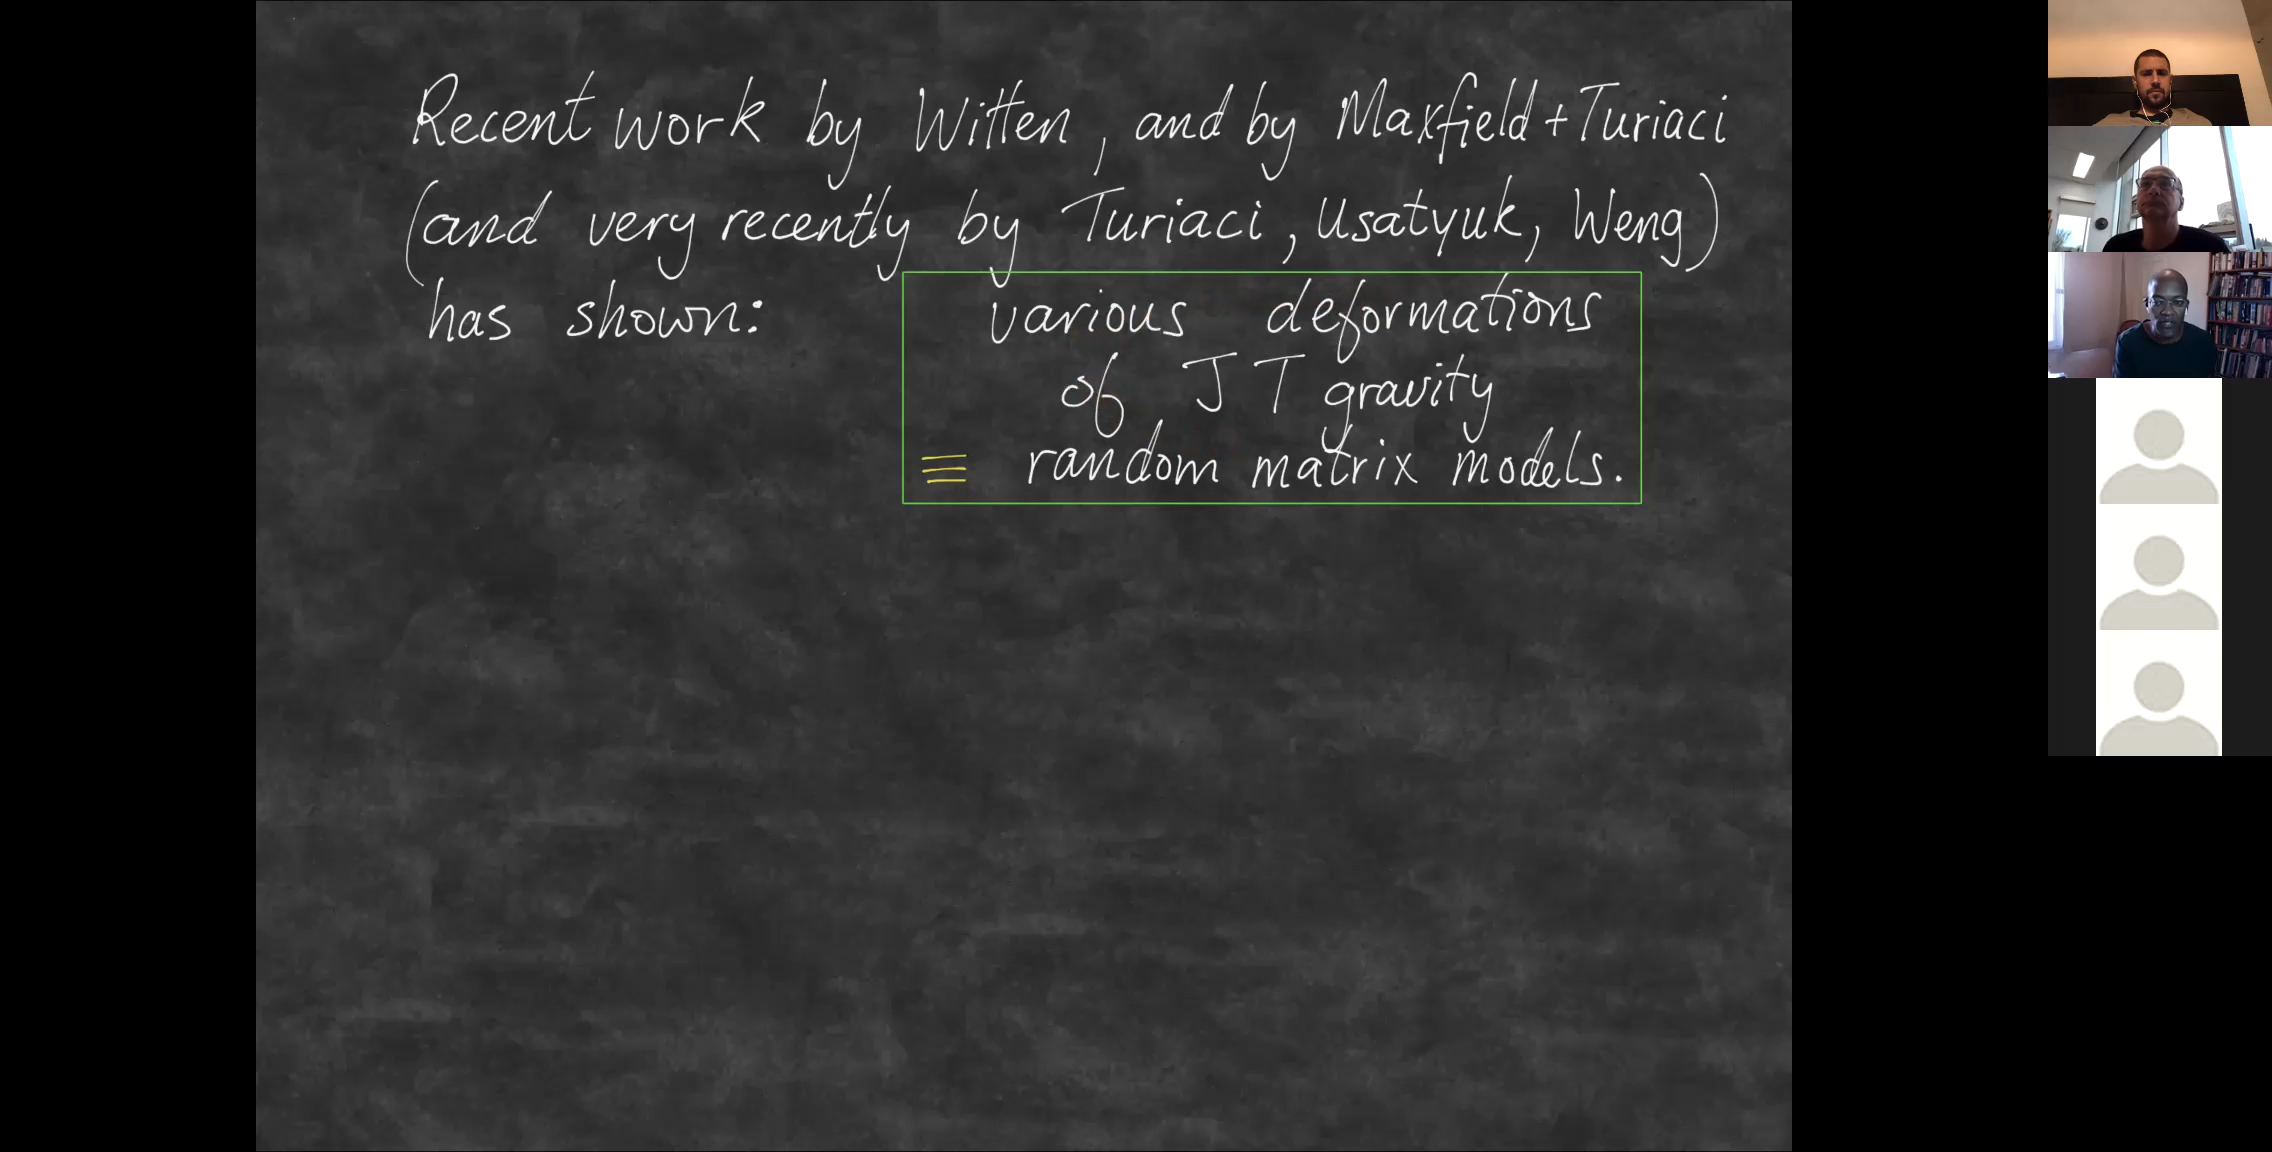 Recent work by Witten, and by Maxfield + Turiaci
(and very recently by Turiaci, Usatyuk, Weng)
has shown: various deformations
of JT gravity
≡ random matrix models.